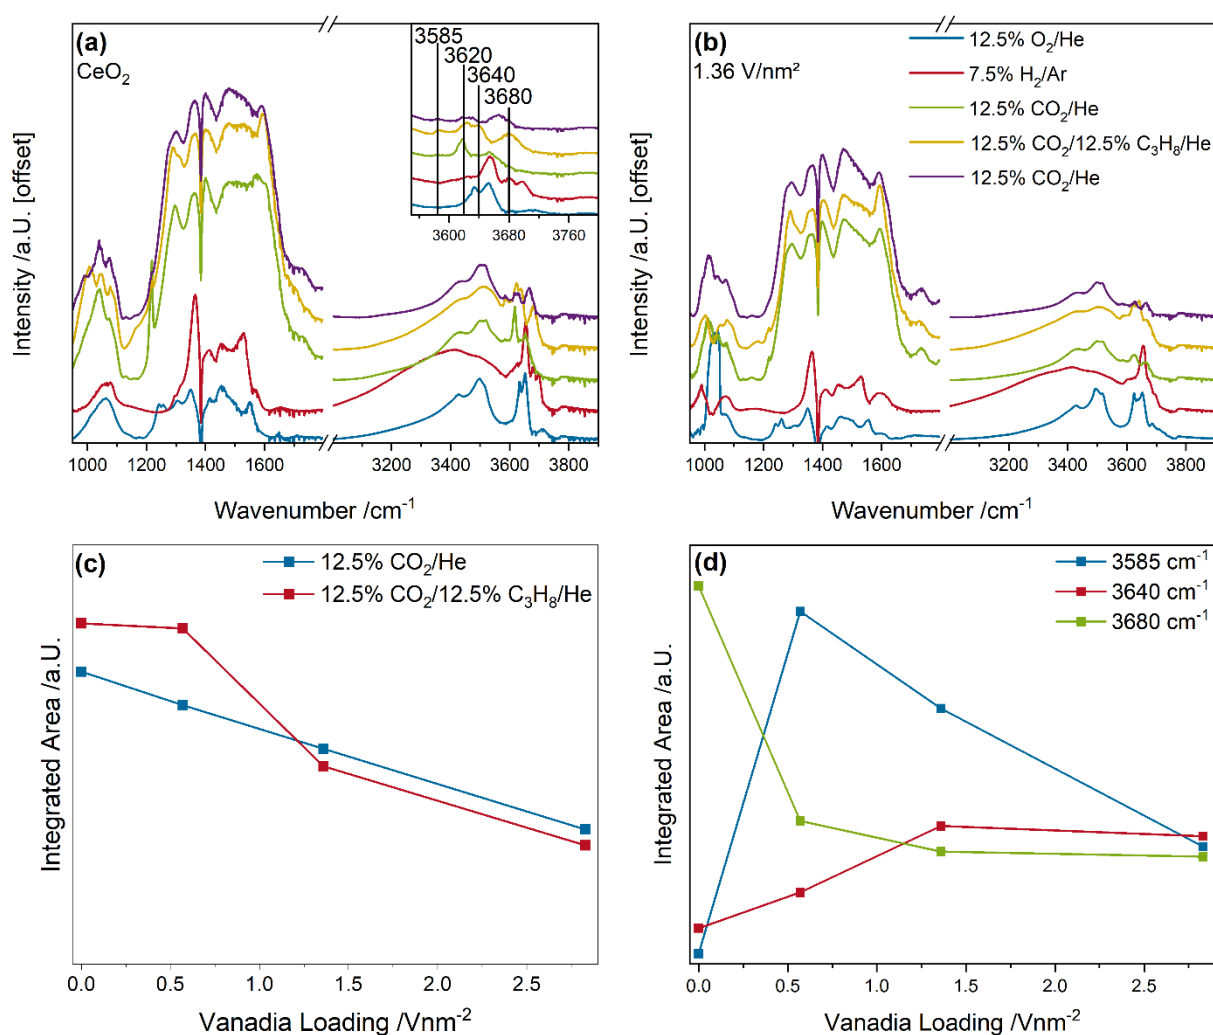 (a)
CeO₂
3585
3620
3640
3680
3600 3680 3760
Intensity /a.U. [offset]
1000 1200 1400 1600 3200 3400 3600 3800
Wavenumber /cm⁻¹
(b)
1.36 V/nm²
12.5% O₂/He
7.5% H₂/Ar
12.5% CO₂/He
12.5% CO₂/12.5% C₃H₈/He
12.5% CO₂/He
Intensity /a.U. [offset]
1000 1200 1400 1600 3200 3400 3600 3800
Wavenumber /cm⁻¹
(c)
12.5% CO₂/He
12.5% CO₂/12.5% C₃H₈/He
Integrated Area /a.U.
0.0 0.5 1.0 1.5 2.0 2.5
Vanadia Loading /Vnm⁻²
(d)
3585 cm⁻¹
3640 cm⁻¹
3680 cm⁻¹
Integrated Area /a.U.
0.0 0.5 1.0 1.5 2.0 2.5
Vanadia Loading /Vnm⁻²